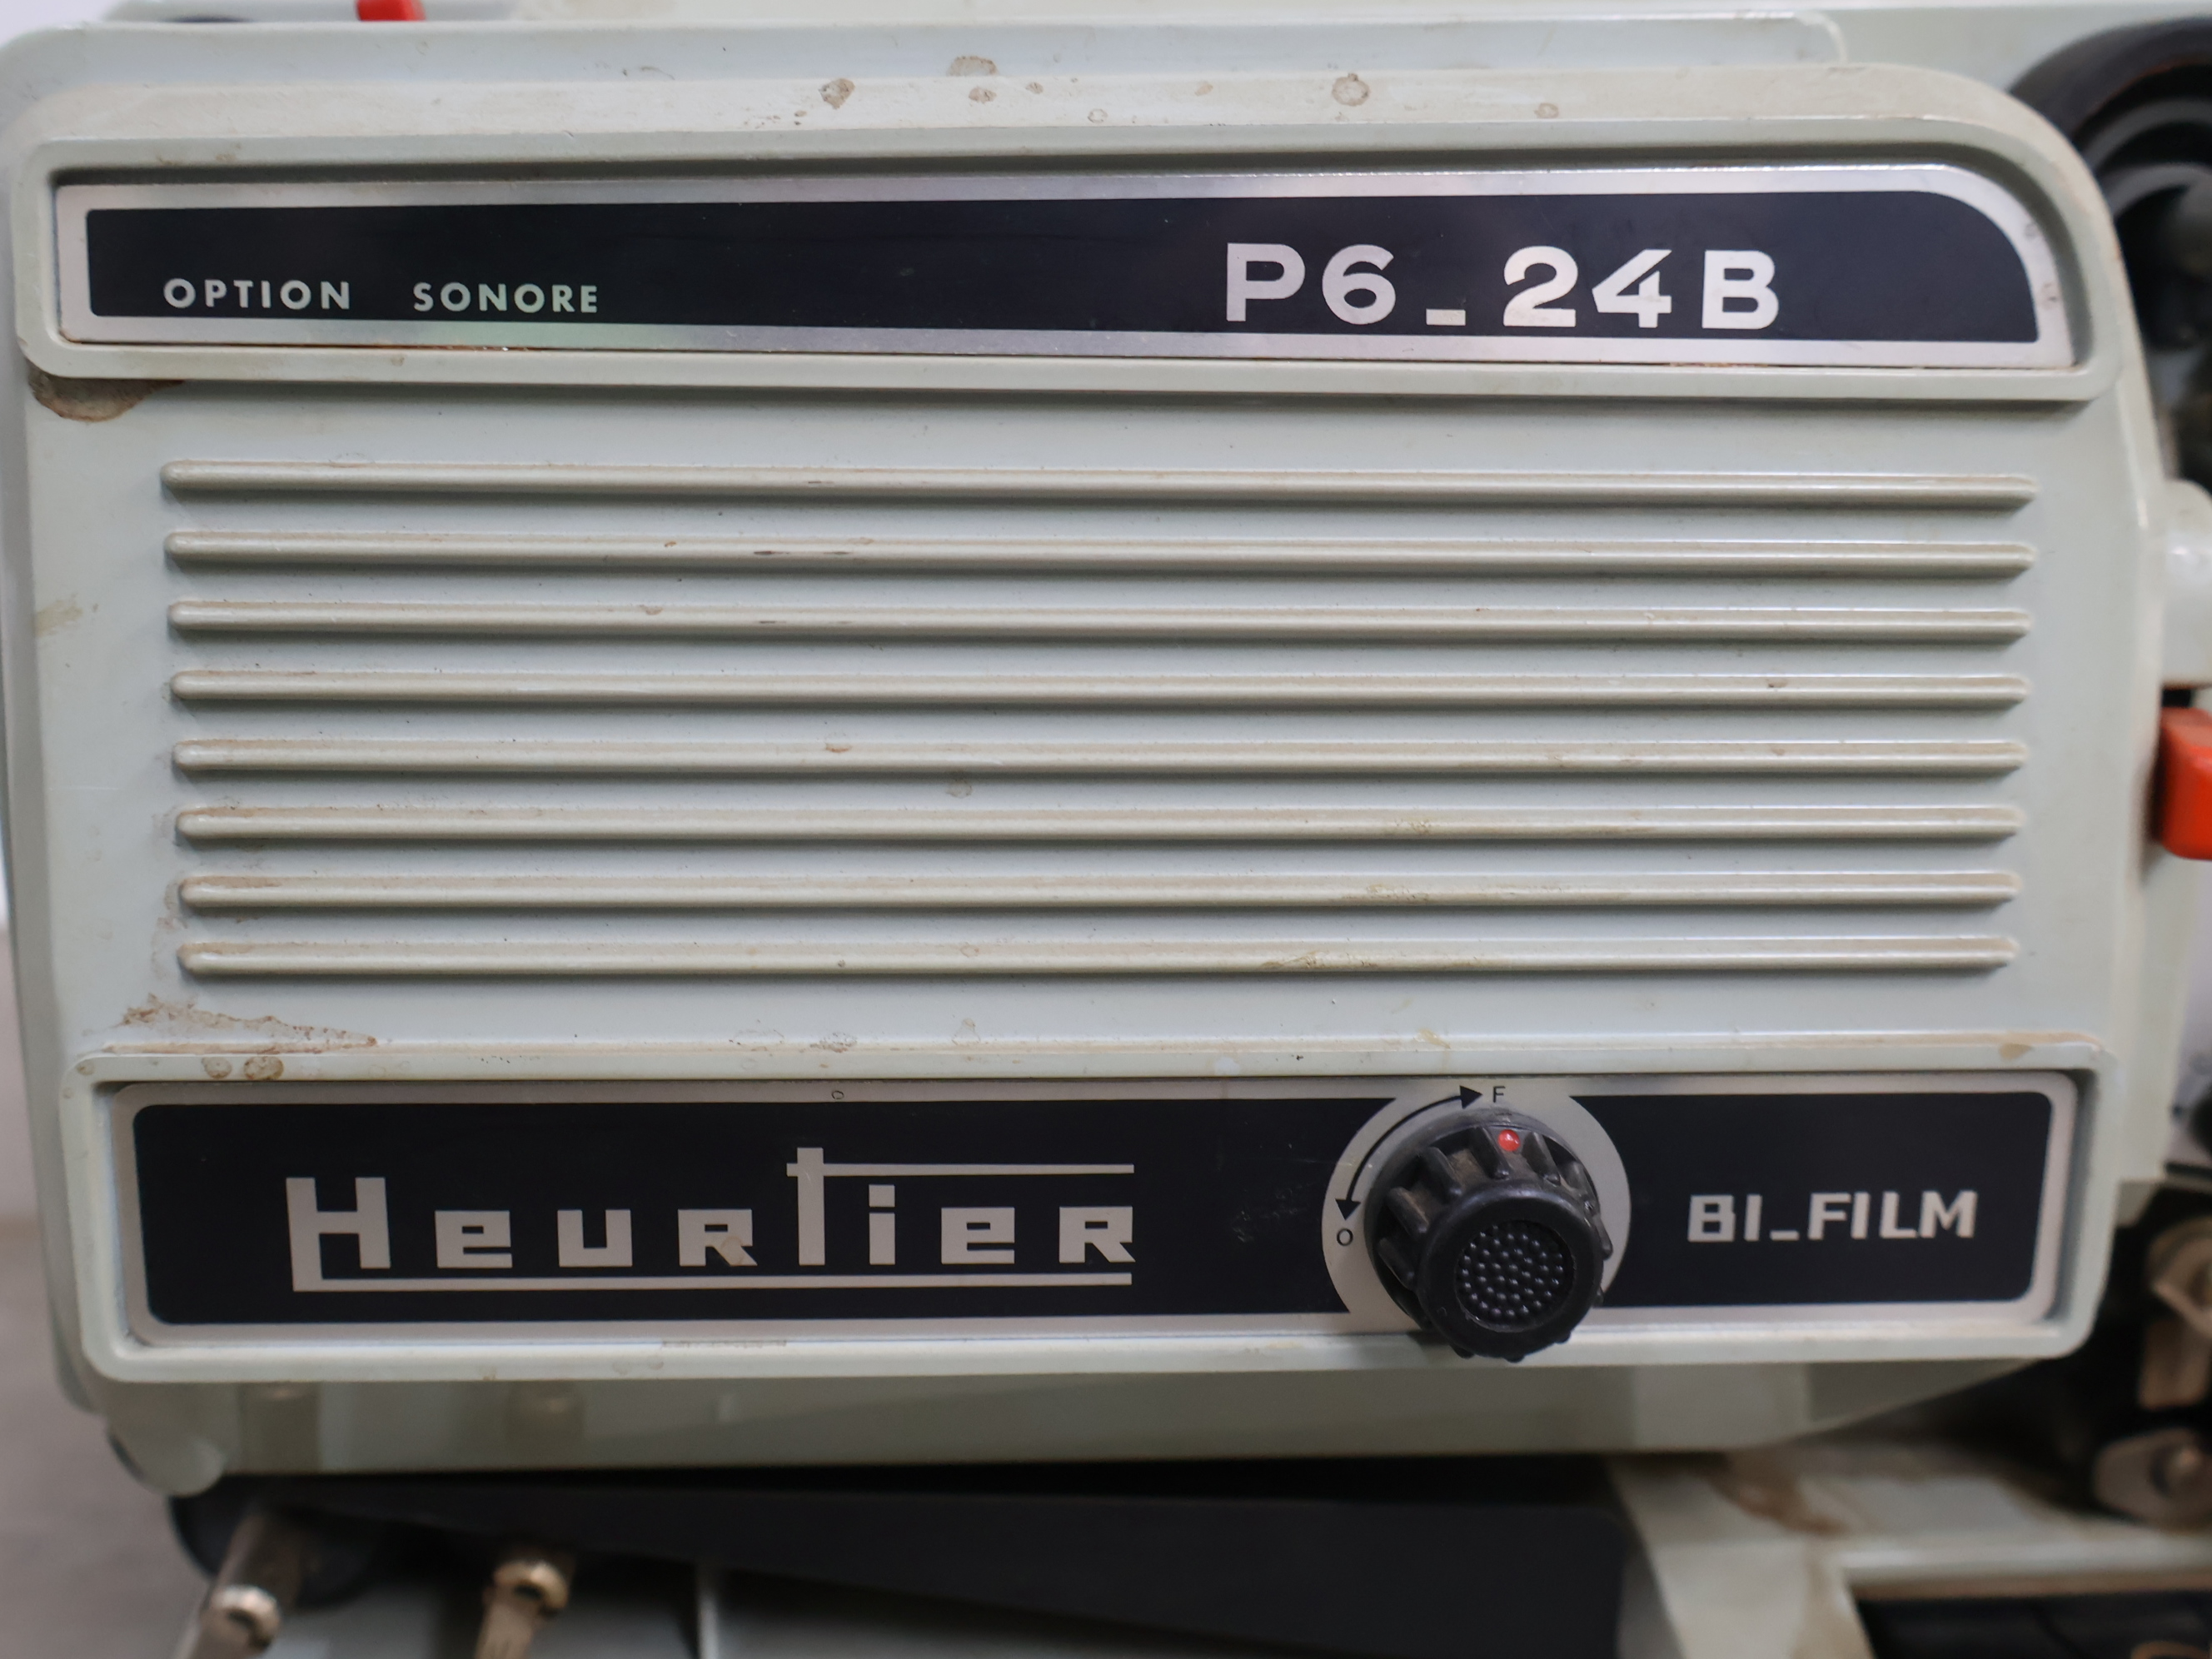 OPTION SONORE
P6_24B
F
O
HEURTIER
BI_FILM